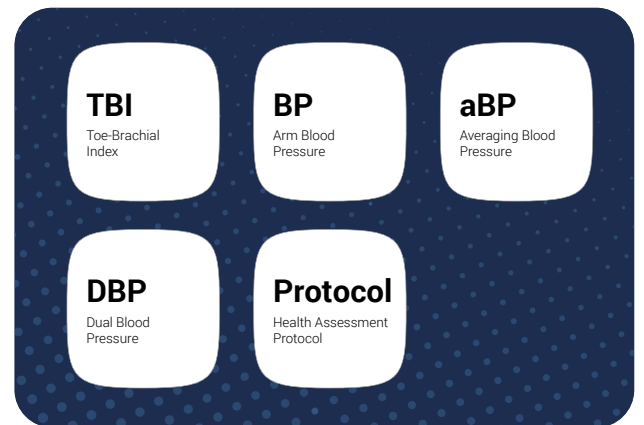 TBI
Toe-Brachial
Index
BP
Arm Blood
Pressure
aBP
Averaging Blood
Pressure
DBP
Dual Blood
Pressure
Protocol
Health Assessment
Protocol